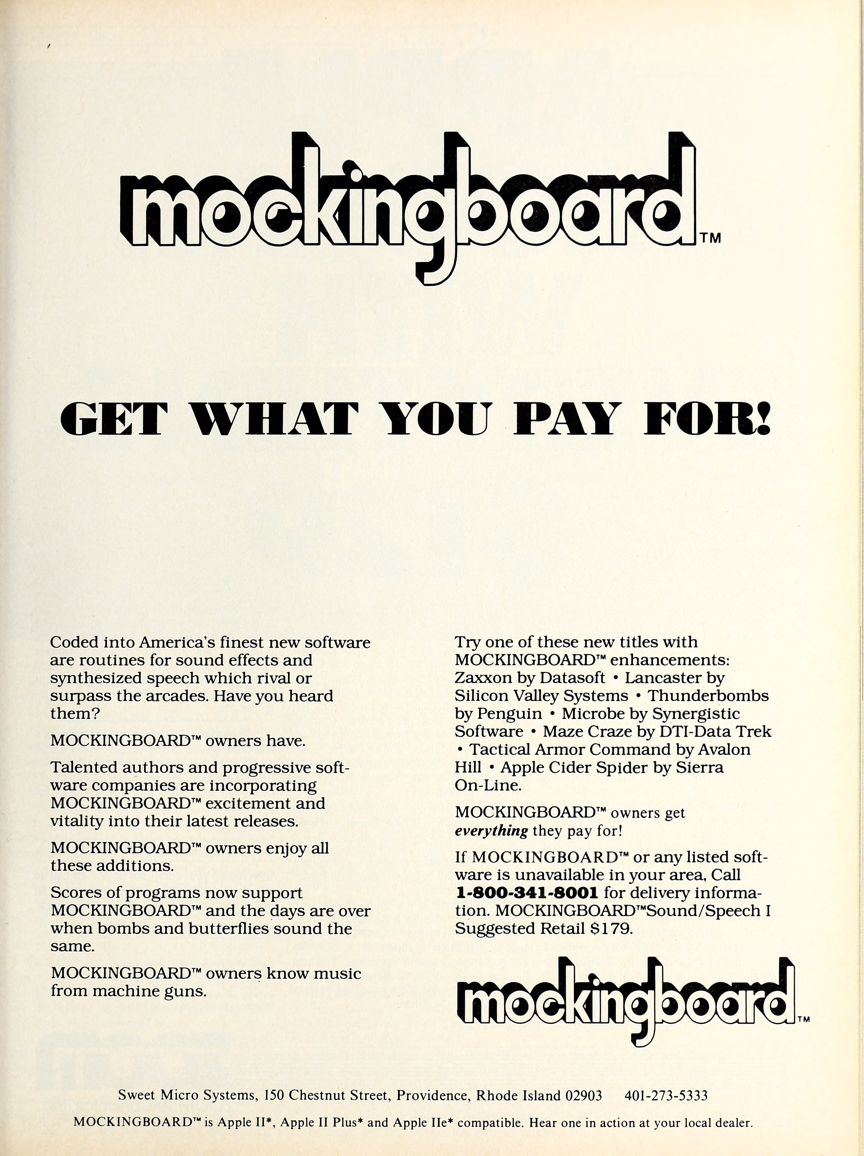 mockingboard™
GET WHAT YOU PAY FOR!
Coded into America's finest new software
are routines for sound effects and
synthesized speech which rival or
surpass the arcades. Have you heard
them?
MOCKINGBOARD™ owners have.
Talented authors and progressive soft-
ware companies are incorporating
MOCKINGBOARD™ excitement and
vitality into their latest releases.
MOCKINGBOARD™ owners enjoy all
these additions.
Scores of programs now support
MOCKINGBOARD™ and the days are over
when bombs and butterflies sound the
same.
MOCKINGBOARD™ owners know music
from machine guns.
Try one of these new titles with
MOCKINGBOARD™ enhancements:
Zaxxon by Datasoft • Lancaster by
Silicon Valley Systems • Thunderbombs
by Penguin • Microbe by Synergistic
Software • Maze Craze by DTI-Data Trek
• Tactical Armor Command by Avalon
Hill • Apple Cider Spider by Sierra
On-Line.
MOCKINGBOARD™ owners get
everything they pay for!
If MOCKINGBOARD™ or any listed soft-
ware is unavailable in your area, Call
1-800-341-8001 for delivery informa-
tion. MOCKINGBOARD™Sound/Speech I
Suggested Retail $179.
mockingboard™
Sweet Micro Systems, 150 Chestnut Street, Providence, Rhode Island 02903 401-273-5333
MOCKINGBOARD™ is Apple II*, Apple II Plus* and Apple IIe* compatible. Hear one in action at your local dealer.